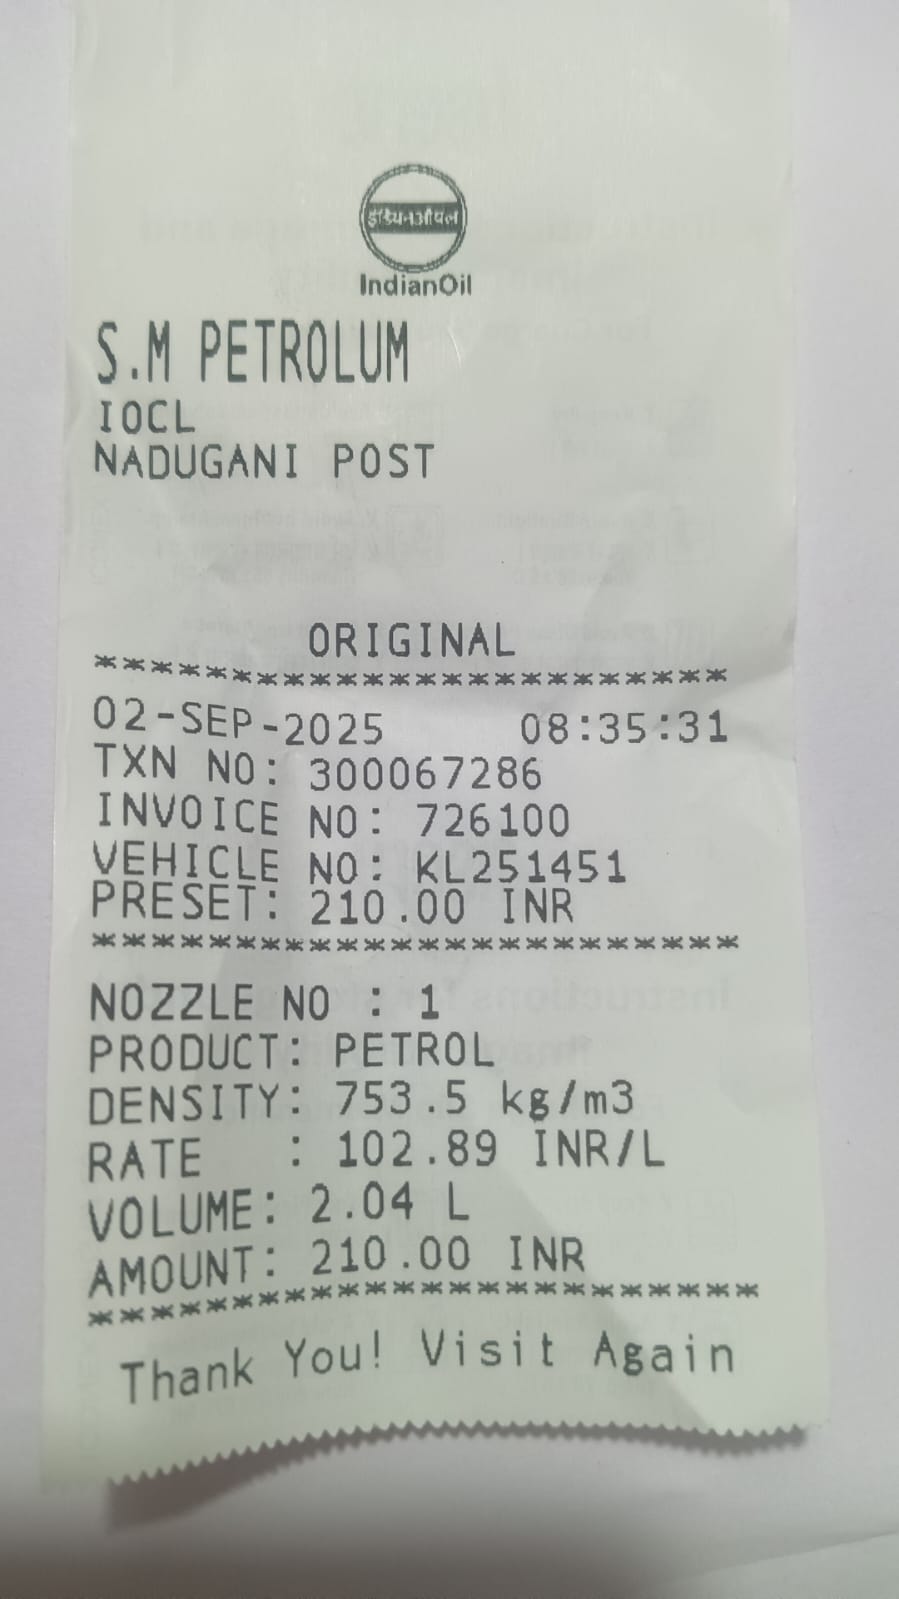 इंडियनऑयल
IndianOil
S.M PETROLUM
IOCL
NADUGANI POST
ORIGINAL
************************
02-SEP-2025 08:35:31
TXN NO: 300067286
INVOICE NO: 726100
VEHICLE NO: KL251451
PRESET: 210.00 INR
************************
NOZZLE NO : 1
PRODUCT: PETROL
DENSITY: 753.5 kg/m3
RATE : 102.89 INR/L
VOLUME: 2.04 L
AMOUNT: 210.00 INR
************************
Thank You! Visit Again